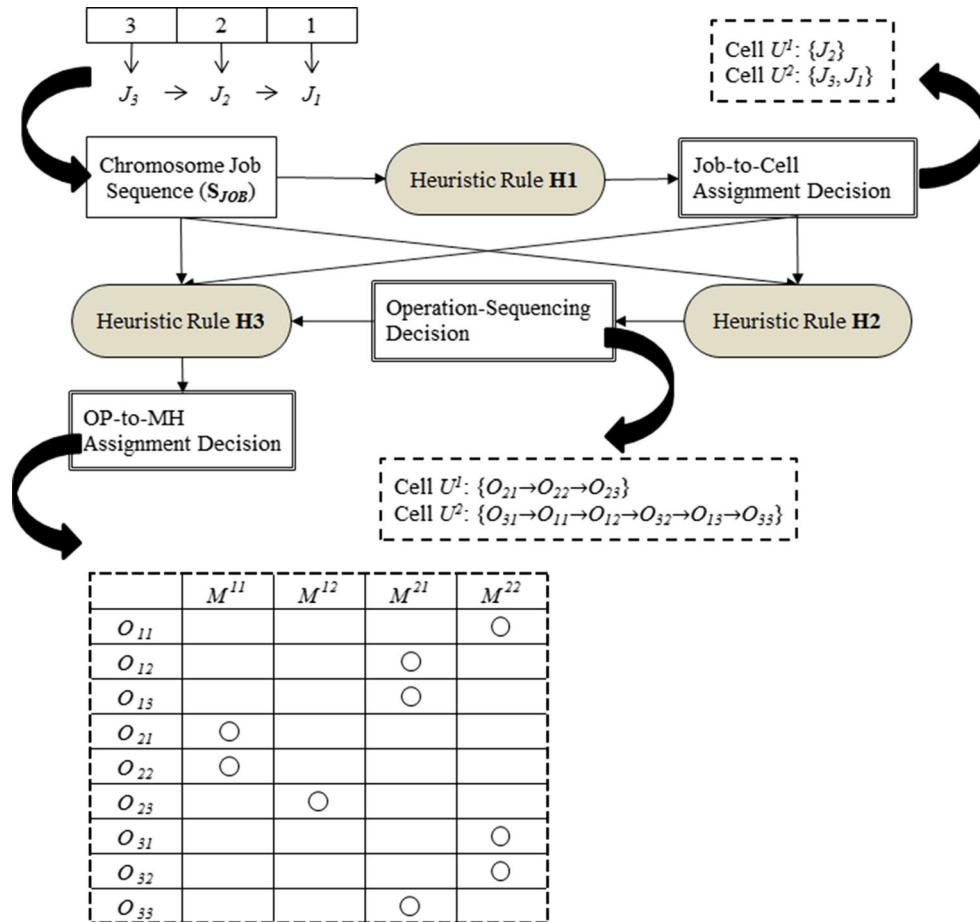 3 2 1
J3 → J2 → J1
Cell U1: {J2}
Cell U2: {J3, J1}
Chromosome Job
Sequence (SJOB)
Heuristic Rule H1
Job-to-Cell
Assignment Decision
Heuristic Rule H3
Operation-Sequencing
Decision
Heuristic Rule H2
OP-to-MH
Assignment Decision
Cell U1: {O21→O22→O23}
Cell U2: {O31→O11→O12→O32→O13→O33}
M11 M12 M21 M22
O11
O12
O13
O21
O22
O23
O31
O32
O33